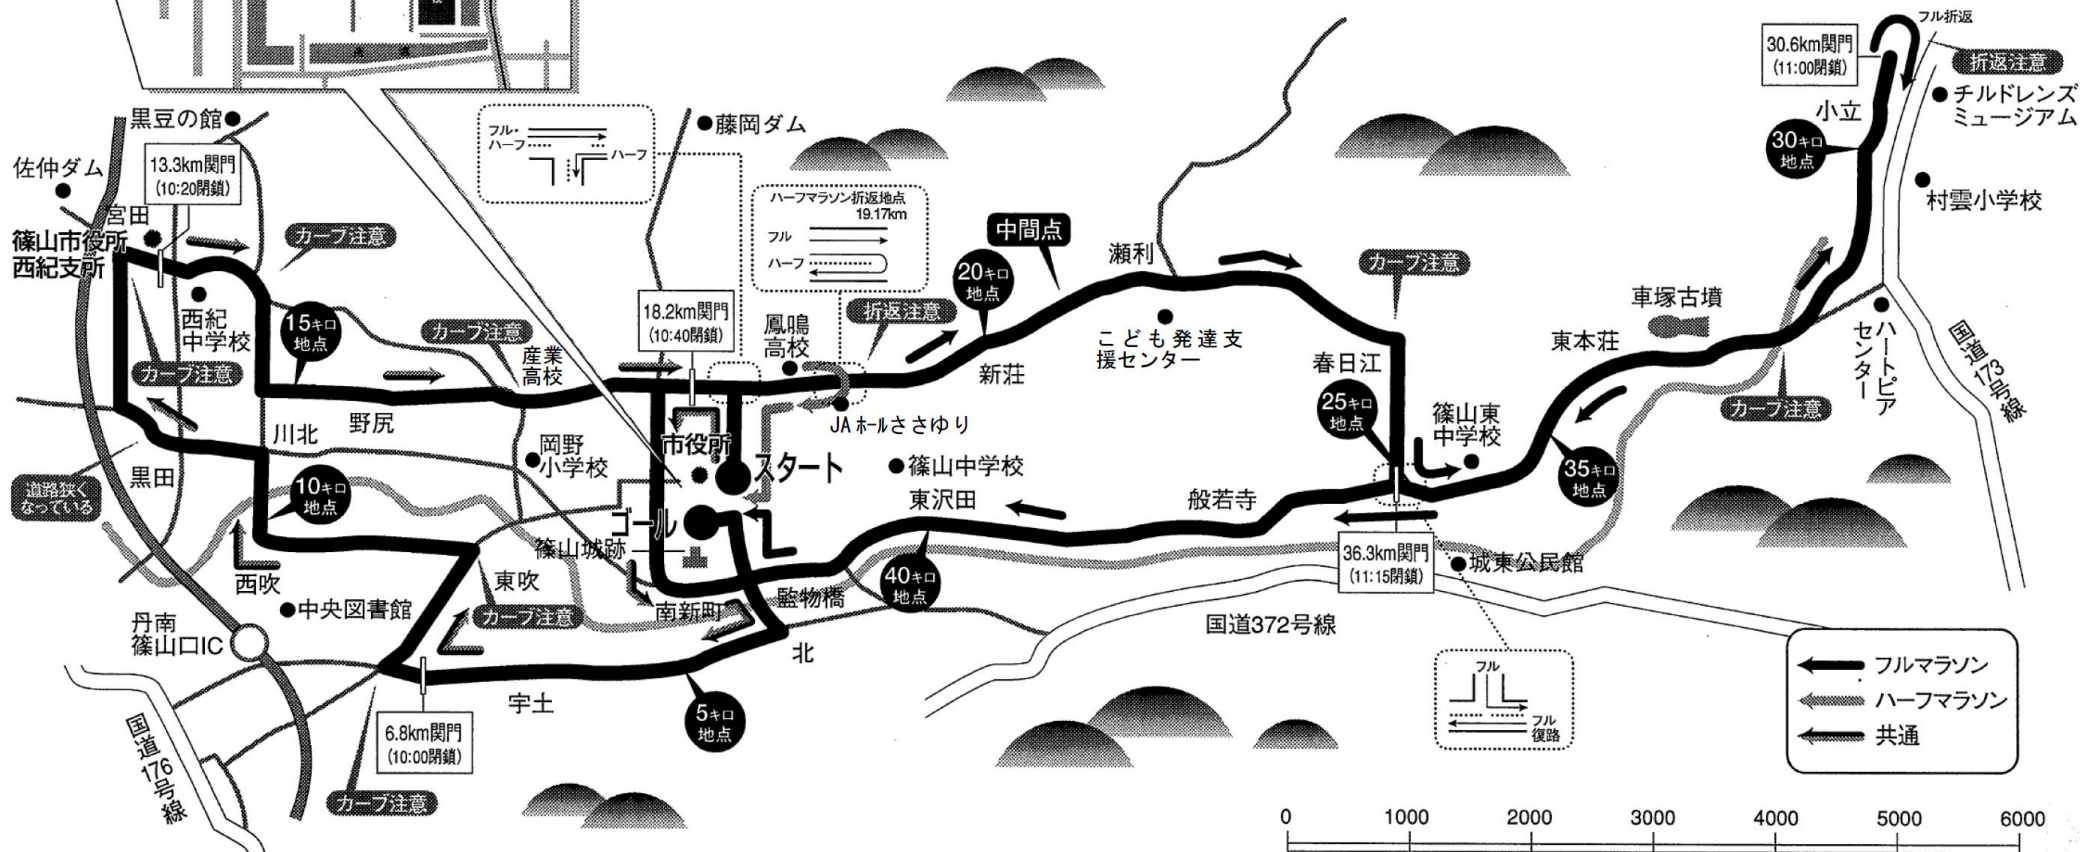 フル折返
30.6km関門
(11:00閉鎖)
折返注意
チルドレンズ
ミュージアム
小立
30キロ
地点
村雲小学校
黒豆の館
藤岡ダム
フル・
ハーフ
ハーフ
佐仲ダム
13.3km関門
(10:20閉鎖)
宮田
篠山市役所
西紀支所
カーブ注意
ハーフマラソン折返地点
19.17km
フル
ハーフ
中間点
瀬利
20キロ
地点
カーブ注意
車塚古墳
東本荘
ハートピア
センター
国道173号線
西紀
中学校
15キロ
地点
カーブ注意
18.2km関門
(10:40閉鎖)
鳳鳴
高校
折返注意
こども発達支
援センター
春日江
新荘
産業
高校
カーブ注意
25キロ
地点
篠山東
中学校
カーブ注意
JAホールささゆり
野尻
川北
岡野
小学校
市役所
スタート
篠山中学校
東沢田
般若寺
35キロ
地点
黒田
10キロ
地点
道路狭く
なっている
ゴール
篠山城跡
36.3km関門
(11:15閉鎖)
城東公民館
西吹
東吹
カーブ注意
南新町
監物橋
40キロ
地点
中央図書館
丹南
篠山口IC
北
国道372号線
宇土
5キロ
地点
6.8km関門
(10:00閉鎖)
国道176号線
カーブ注意
フル
フル
復路
フルマラソン
ハーフマラソン
共通
0 1000 2000 3000 4000 5000 6000